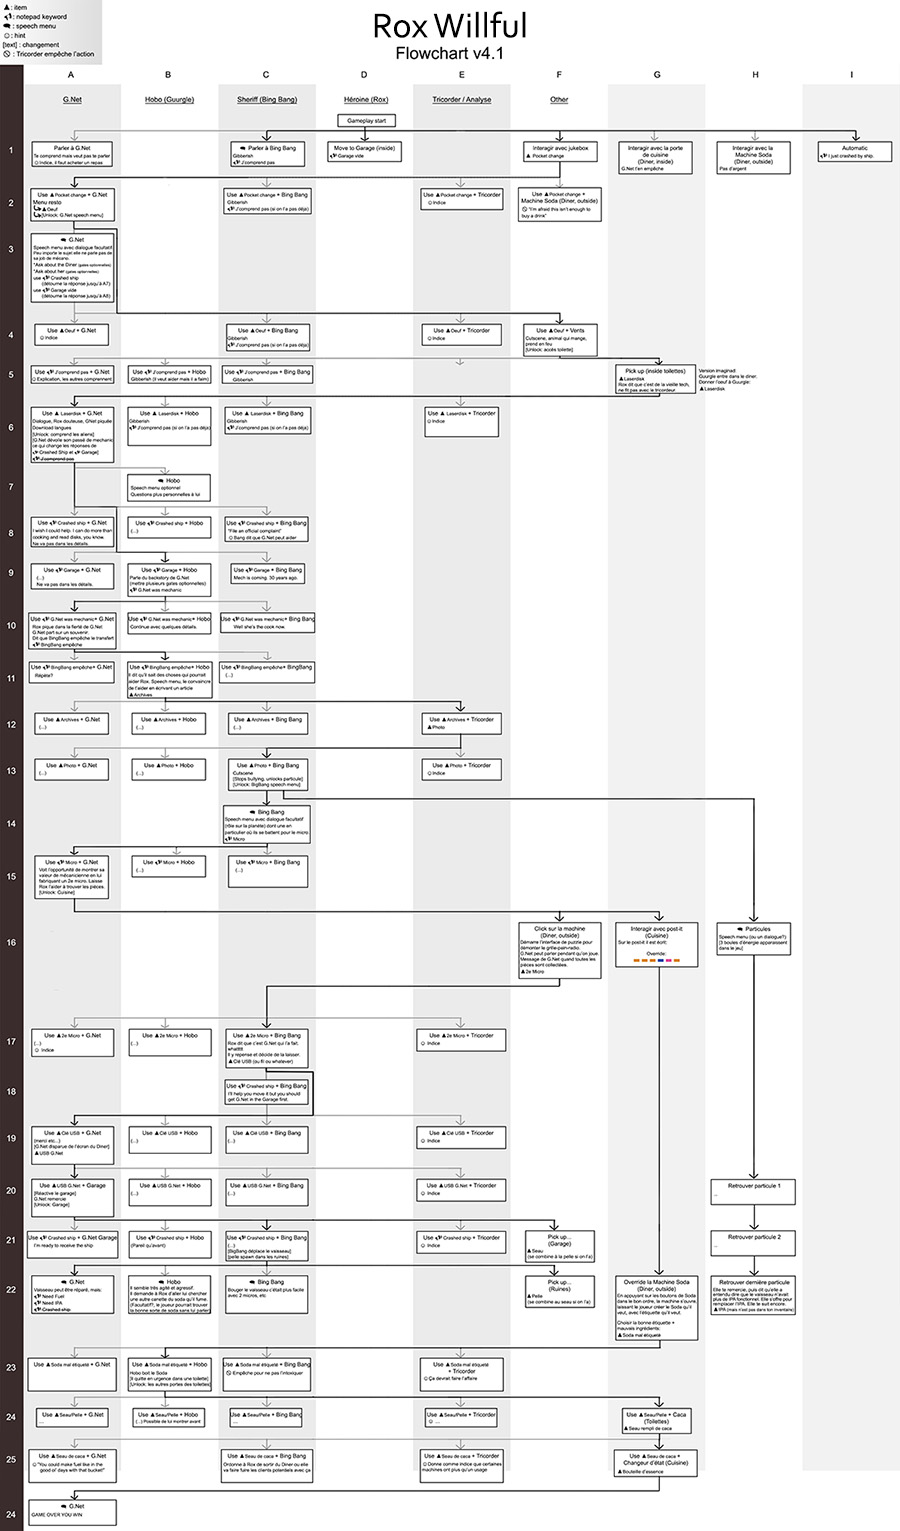 ▲: item
: notepad keyword
: speech menu
☺: hint
[text] : changement
🚫: Tricorder empêche l'action
Rox Willful
Flowchart v4.1
A B C D E F G H I
G.Net
Hobo (Guurgle)
Sheriff (Bing Bang)
Héroine (Rox)
Tricorder / Analyse
Other
Gameplay start
1
Parler à G.Net
Te comprend mais veut pas te parler
☺ Indice, il faut acheter un repas
Parler à Bing Bang
Gibberish
J'comprend pas
Move to Garage (inside)
Garage vide
Interagir avec jukebox
▲ Pocket change
Interagir avec la porte
de cuisine
(Diner, inside)
G.Net t'en empêche
Interagir avec la
Machine Soda
(Diner, outside)
Pas d'argent
Automatic
I just crashed by ship.
2
Use ▲ Pocket change + G.Net
Menu resto
▲ Oeuf
[Unlock: G.Net speech menu]
Use ▲ Pocket change + Bing Bang
Gibberish
J'comprend pas (si on l'a pas déja)
Use ▲ Pocket change + Tricorder
☺ Indice
Use ▲ Pocket change +
Machine Soda (Diner, outside)
🚫 "I'm afraid this isn't enough to
buy a drink"
3
G.Net
Speech menu avec dialogue facultatif.
Peu importe le sujet elle ne parle pas de
sa job de mécano.
"Ask about the Diner (gates optionnelles)
"Ask about her (gates optionnelles)
use Crashed ship
(détourne la réponse jusqu'à A7)
use Garage vide
(détourne la réponse jusqu'à A8)
4
Use ▲ Oeuf + G.Net
☺ Indice
Use ▲ Oeuf + Bing Bang
Gibberish
J'comprend pas (si on l'a pas déja)
Use ▲ Oeuf + Tricorder
☺ Indice
Use ▲ Oeuf + Vents
Cutscene, animal qui mange,
prend en feu
[Unlock: accès toilette]
5
Use J'comprend pas + G.Net
☺ Explication, les autres comprennent
Use J'comprend pas + Hobo
Gibberish (Il veut aider mais il a faim)
Use J'comprend pas + Bing Bang
Gibberish
Pick up (inside toilettes)
▲ Laserdisk
Rox dit que c'est de la vieille tech,
ne fit pas avec le tricordeur
Version imaginad:
Guurgle entre dans le diner.
Donner l'oeuf à Guurgle:
▲ Laserdisk
6
Use ▲ Laserdisk + G.Net
Dialogue, Rox douteuse, GNet piquée
Download langues
[Unlock: comprend les aliens]
[G.Net dévoile son passé de mechanic
ce qui change les réponses de
Crashed Ship et Garage]
J'comprend pas
Use ▲ Laserdisk + Hobo
Gibberish
J'comprend pas (si on l'a pas déja)
Use ▲ Laserdisk + Bing Bang
Gibberish
J'comprend pas (si on l'a pas déja)
Use ▲ Laserdisk + Tricorder
☺ Indice
7
Hobo
Speech menu optionnel
Questions plus personnelles à lui
8
Use Crashed ship + G.Net
I wish I could help. I can do more than
cooking and read disks, you know.
Ne va pas dans les détails.
Use Crashed ship + Hobo
(...)
Use Crashed ship + Bing Bang
"File an official complaint"
☺ Bang dit que G.Net peut aider
9
Use Garage + G.Net
(...)
Ne va pas dans les détails.
Use Garage + Hobo
Parle du backstory de G.Net
(mettre plusieurs gates optionnelles)
G.Net was mechanic
Use Garage + Bing Bang
Mech is coming. 30 years ago.
10
Use G.Net was mechanic+ G.Net
Rox pique dans la fierté de G.Net
G.Net part sur un souvenir.
Dit que BingBang empêche le transfert
BingBang empêche
Use G.Net was mechanic+ Hobo
Continue avec quelques détails.
Use G.Net was mechanic+ Bing Bang
Well she's the cook now.
11
Use BingBang empêche+ G.Net
Répète?
Use BingBang empêche+ Hobo
Il dit qu'il sait des choses qui pourrait
aider Rox. Speech menu, le convaincre
de l'aider en écrivant un article
▲ Archives
Use BingBang empêche+ BingBang
(...)
12
Use ▲ Archives + G.Net
(...)
Use ▲ Archives + Hobo
(...)
Use ▲ Archives + Bing Bang
(...)
Use ▲ Archives + Tricorder
▲ Photo
13
Use ▲ Photo + G.Net
(...)
Use ▲ Photo + Hobo
(...)
Use ▲ Photo + Bing Bang
Cutscene
[Stops bullying, unlocks particule]
[Unlock: BigBang speech menu]
Use ▲ Photo + Tricorder
☺ Indice
14
Bing Bang
Speech menu avec dialogue facultatif
(rôle sur la planète) dont une en
particulier où ils se battent pour le micro.
Micro
15
Use Micro + G.Net
Voit l'opportunité de montrer sa
valeur de mécanicienne en lui
fabriquant un 2e micro. Laisse
Rox l'aider à trouver les pièces.
[Unlock: Cuisine]
Use Micro + Hobo
(...)
Use Micro + Bing Bang
(...)
16
Click sur la machine
(Diner, outside)
Démarre l'interface de puzzle pour
démonter le grille-pain-radio.
G.Net peut parler pendant qu'on joue.
Message de G.Net quand toutes les
pièces sont collectées.
▲ 2e Micro
Interagir avec post-it
(Cuisine)
Sur le post-it il est écrit:
Override:
Particules
Speech menu (ou un dialogue?)
[3 boules d'énergie apparaissent
dans le jeu]
17
Use ▲ 2e Micro + G.Net
(...)
☺ Indice
Use ▲ 2e Micro + Hobo
(...)
Use ▲ 2e Micro + Bing Bang
Rox dit que c'est G.Net qui l'a fait.
whattt
Il y repense et décide de la laisser.
▲ Clé USB (ou fil ou whatever)
Use ▲ 2e Micro + Tricorder
☺ Indice
18
Use Crashed ship + Bing Bang
I'll help you move it but you should
get G.Net in the Garage first.
19
Use ▲ Clé USB + G.Net
(merci etc...)
[G.Net disparue de l'écran du Diner]
▲ USB G.Net
Use ▲ Clé USB + Hobo
(...)
Use ▲ Clé USB + Bing Bang
(...)
Use ▲ Clé USB + Tricorder
☺ Indice
20
Use ▲ USB G.Net + Garage
[Réactive le garage]
G.Net remercie
[Unlock: Garage]
Use ▲ USB G.Net + Hobo
(...)
Use ▲ USB G.Net + Bing Bang
(...)
Use ▲ USB G.Net + Tricorder
☺ Indice
Retrouver particule 1
...
21
Use Crashed ship + G.Net Garage
I'm ready to receive the ship
Use Crashed ship + Hobo
(Pareil qu'avant)
Use Crashed ship + Bing Bang
(...)
[BigBang déplace le vaisseau]
[pelle spawn dans les ruines]
Use Crashed ship + Tricorder
☺ Indice
Pick up...
(Garage)
▲ Seau
(se combine à la pelle si on l'a)
Retrouver particule 2
...
22
G.Net
Vaisseau peut être réparé, mais:
Need Fuel
Need IPA
Crashed ship
Hobo
Il semble très agité et agressif.
Il demande à Rox d'aller lui chercher
une autre canette du soda qu'il
fume. (Facultatif?, le joueur pourrait trouver
la bonne sorte de soda sans lui parler)
Bing Bang
Bouger le vaisseau c'était plus facile
avec 2 micros, etc
Pick up...
(Ruines)
▲ Pelle
(se combine au seau si on l'a)
Override la Machine Soda
(Diner, outside)
En appuyant sur les boutons de Soda
dans le bon ordre, la machine s'ouvre,
laissant le joueur créer le Soda qu'il
veut, avec l'étiquette qu'il veut.
Choisir la bonne étiquette +
mauvais ingrédients:
▲ Soda mal étiqueté
Retrouver dernière particule
Elle te remercie, puis dit qu'elle a
entendu dire que le vaisseau n'avait
plus de IPA fonctionnel. Elle s'offre pour
remplacer l'IPA. Elle te suit encore.
▲ IPA (mais n'est pas dans ton inventaire)
23
Use ▲ Soda mal étiqueté + G.Net
Use ▲ Soda mal étiqueté + Hobo
Hobo boit le Soda
[Il quitte en urgence dans une toilette]
[Unlock: les autres portes des toilettes]
Use ▲ Soda mal étiqueté + Bing Bang
🚫 Empêche pour ne pas l'intoxiquer
Use ▲ Soda mal étiqueté
+ Tricorder
☺ Ça devrait faire l'affaire
24
Use ▲ Seau/Pelle + G.Net
...
Use ▲ Seau/Pelle + Hobo
(...) Possible de lui montrer avant
Use ▲ Seau/Pelle + Bing Bang
...
Use ▲ Seau/Pelle + Tricorder
☺ ...
Use ▲ Seau/Pelle + Caca
(Toilettes)
▲ Seau rempli de caca
25
Use ▲ Seau de caca + G.Net
☺ "You could make fuel like in the
good ol' days with that bucket!"
Use ▲ Seau de caca + Bing Bang
Ordonne à Rox de sortir du Diner ou elle
va faire fuire les clients potentiels avec ça
Use ▲ Seau de caca + Tricorder
☺ Donne comme indice que certaines
machines ont plus qu'un usage
Use ▲ Seau de caca +
Changeur d'état (Cuisine)
▲ Bouteille d'essence
24
G.Net
GAME OVER YOU WIN